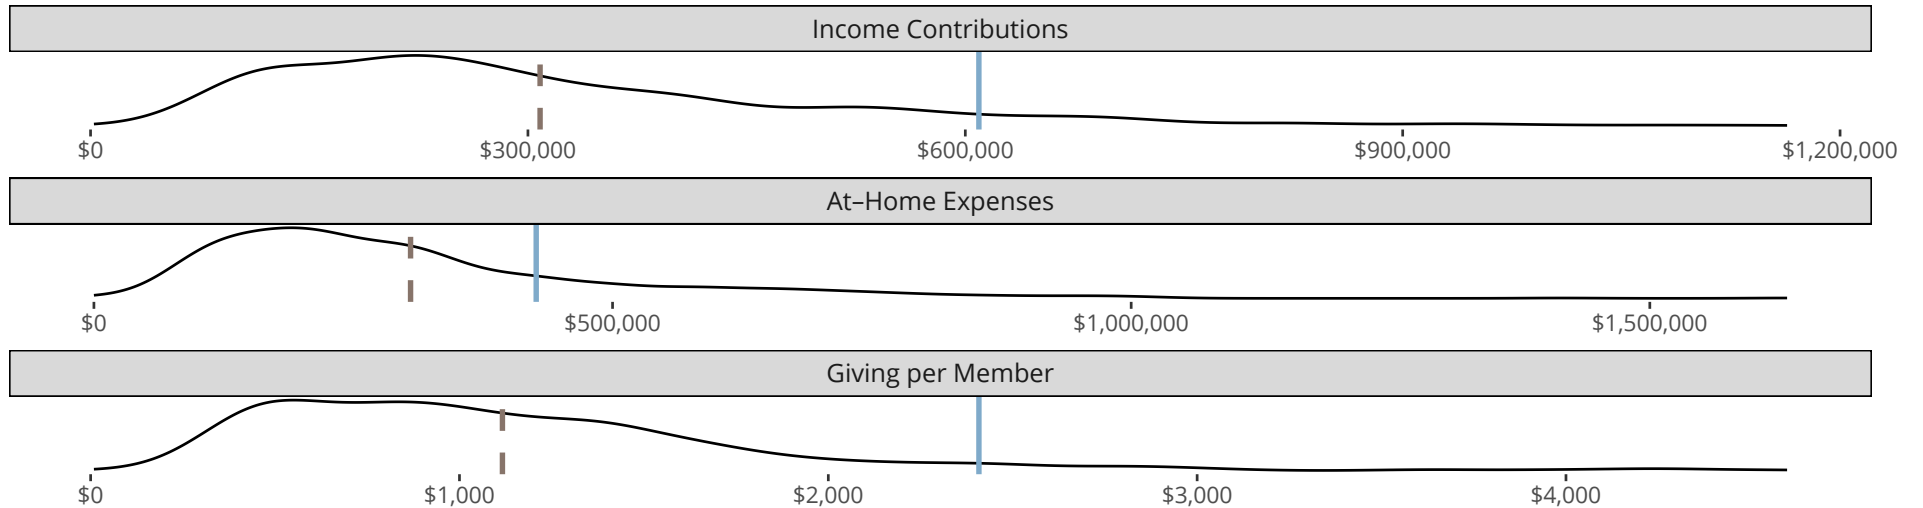 Income Contributions
$0 $300,000 $600,000 $900,000 $1,200,000
At–Home Expenses
$0 $500,000 $1,000,000 $1,500,000
Giving per Member
$0 $1,000 $2,000 $3,000 $4,000